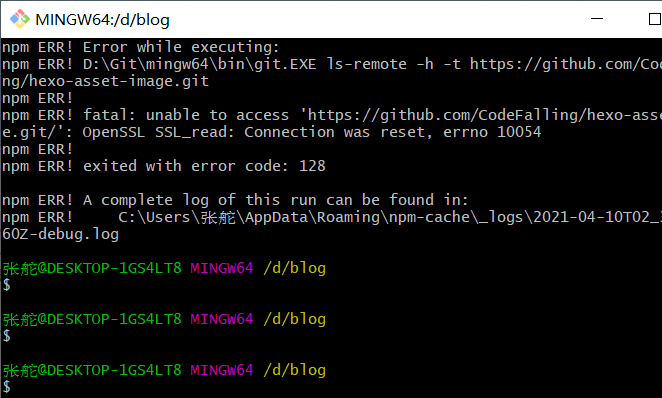 MINGW64:/d/blog
npm ERR! Error while executing:
npm ERR! D:\Git\mingw64\bin\git.EXE ls-remote -h -t https://github.com/Cod
ng/hexo-asset-image.git
npm ERR!
npm ERR! fatal: unable to access 'https://github.com/CodeFalling/hexo-asse
e.git/': OpenSSL SSL_read: Connection was reset, errno 10054
npm ERR!
npm ERR! exited with error code: 128
npm ERR! A complete log of this run can be found in:
npm ERR!     C:\Users\张舵\AppData\Roaming\npm-cache\_logs\2021-04-10T02_
60Z-debug.log
张舵@DESKTOP-1GS4LT8 MINGW64 /d/blog
$
张舵@DESKTOP-1GS4LT8 MINGW64 /d/blog
$
张舵@DESKTOP-1GS4LT8 MINGW64 /d/blog
$